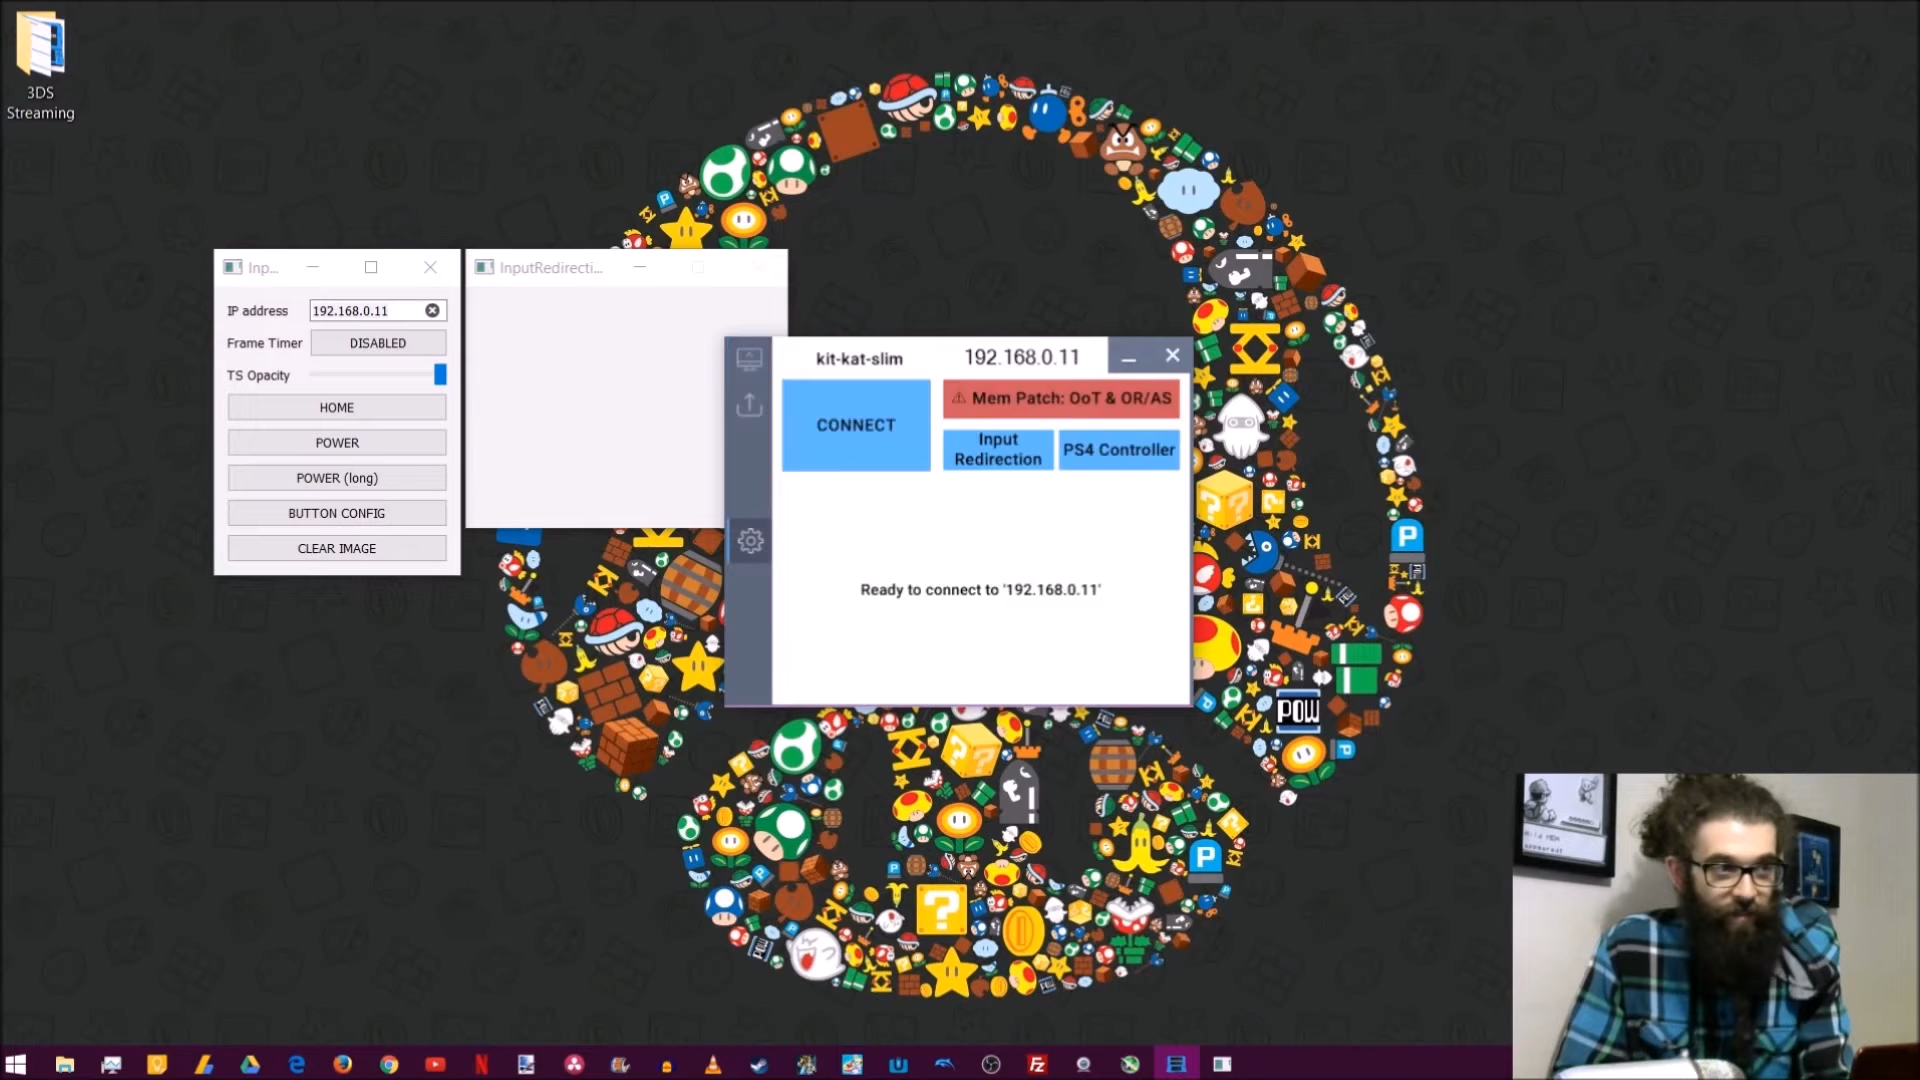 3DS
Streaming
Inp...
IP address
192.168.0.11
Frame Timer
DISABLED
TS Opacity
HOME
POWER
POWER (long)
BUTTON CONFIG
CLEAR IMAGE
InputRedirecti...
kit-kat-slim
192.168.0.11
CONNECT
⚠ Mem Patch: OoT & OR/AS
Input
Redirection
PS4 Controller
Ready to connect to '192.168.0.11'
P
POW
P